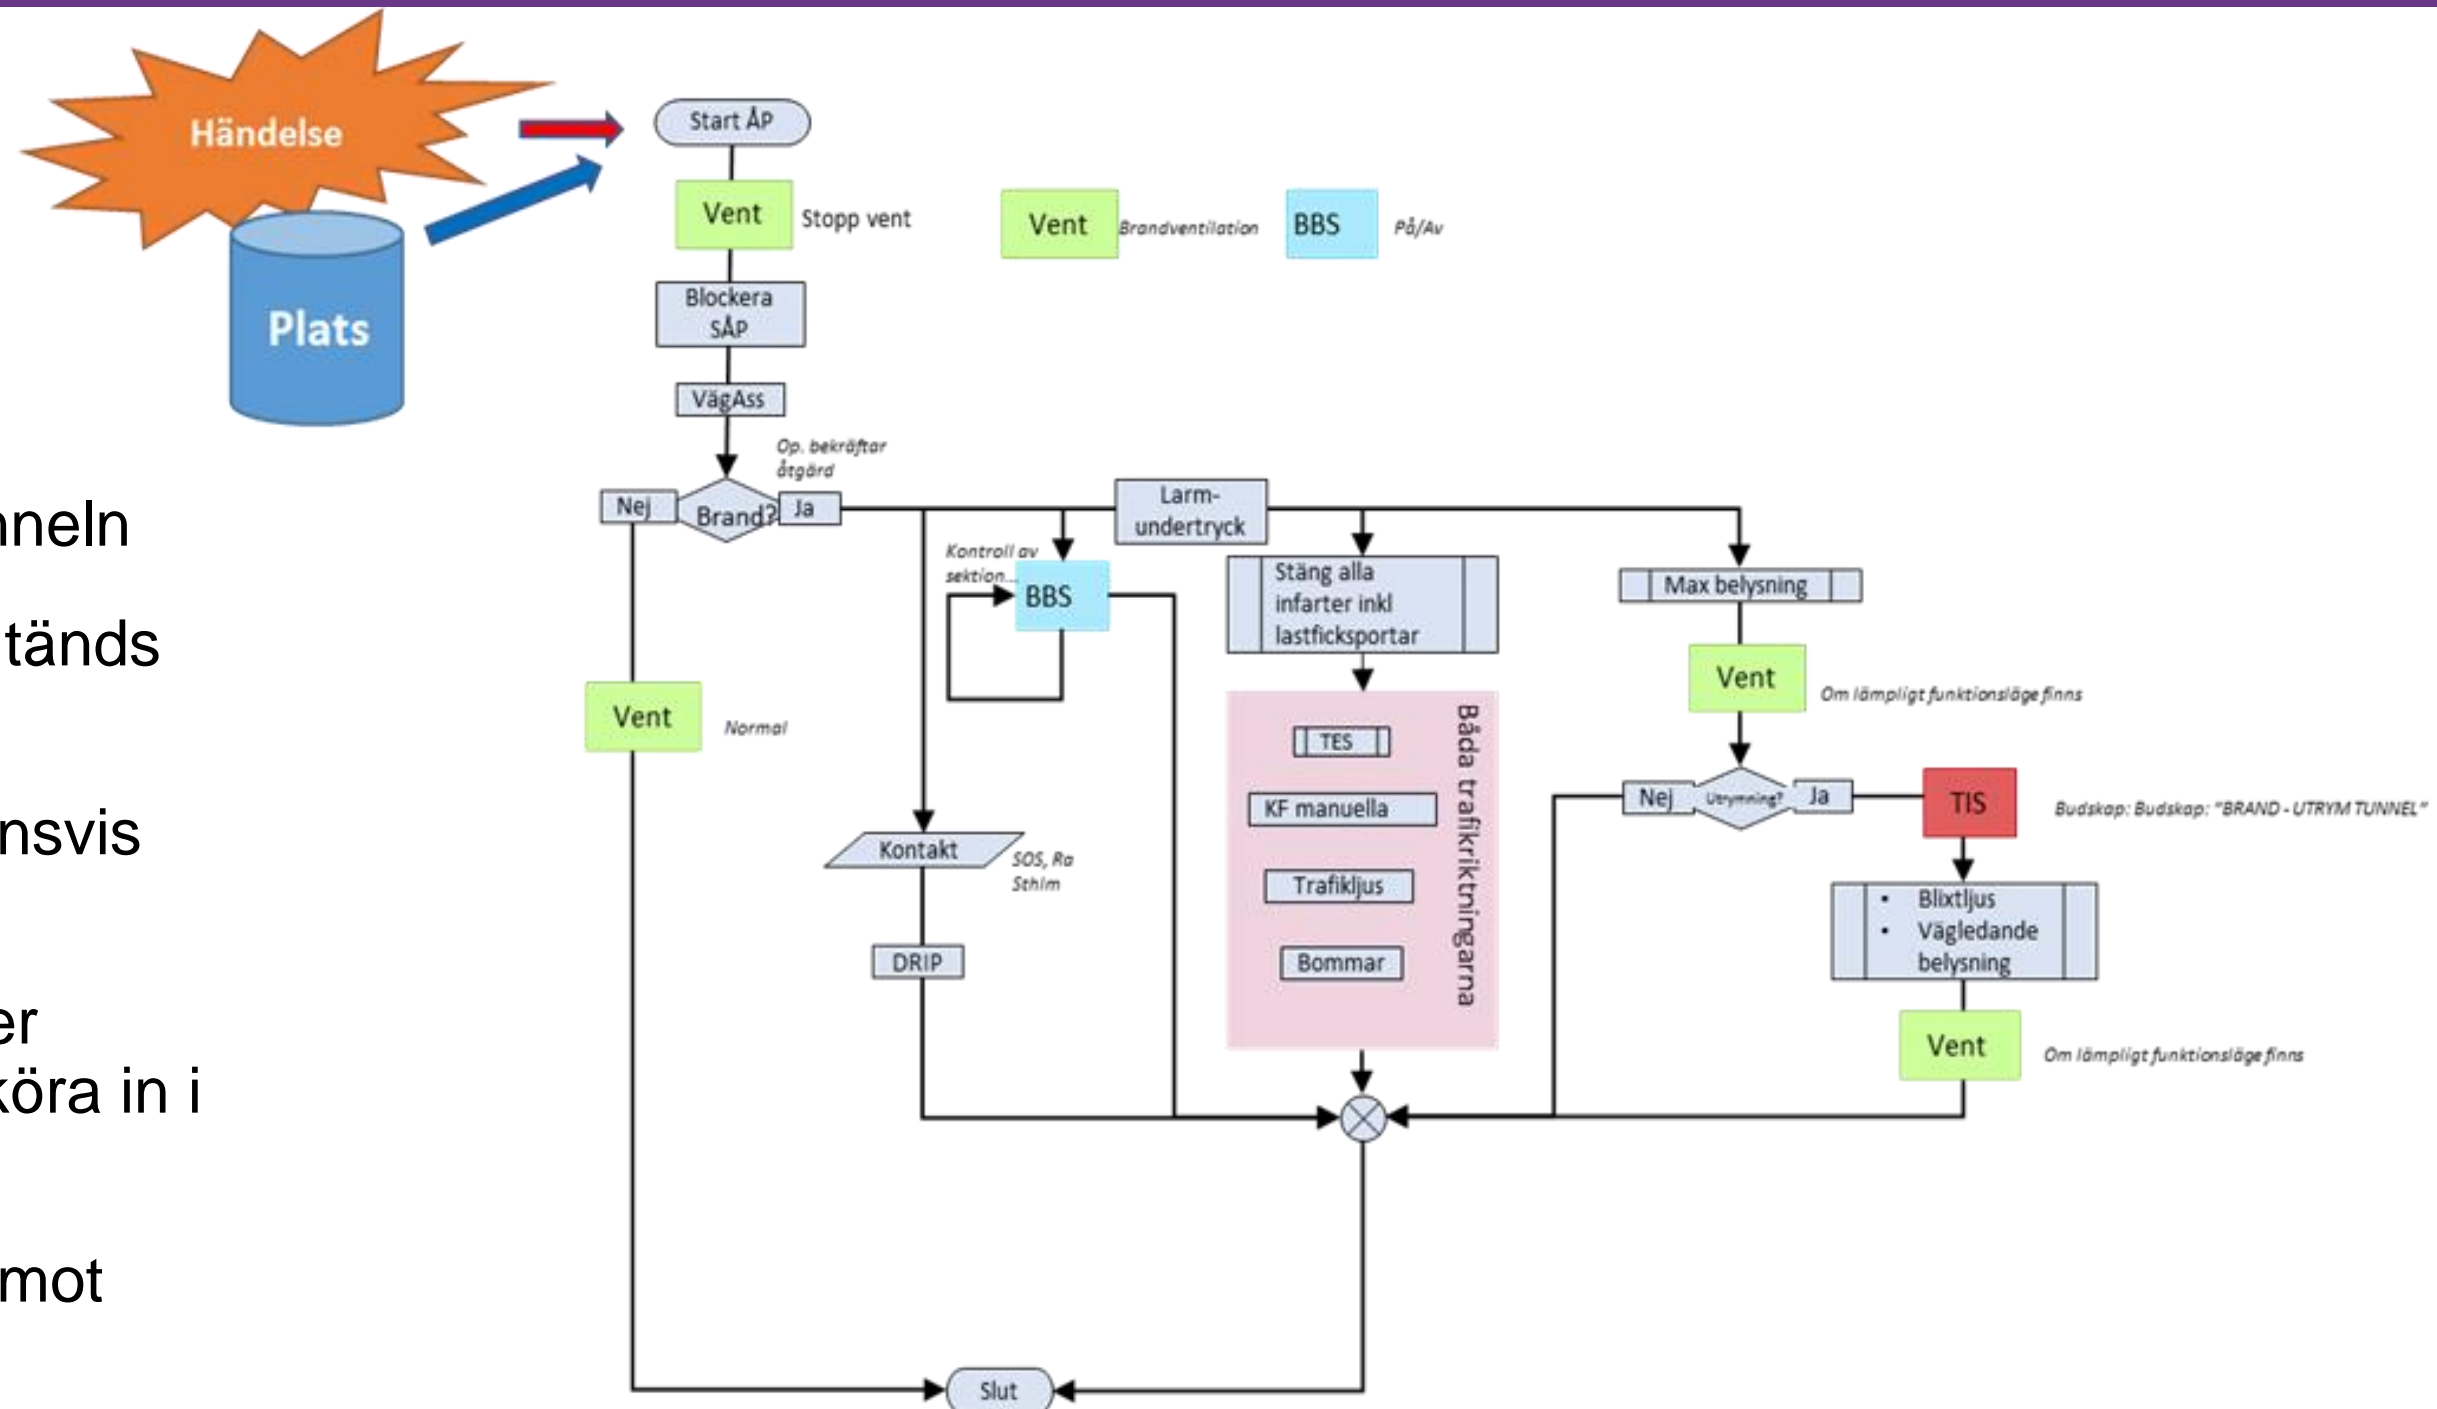 Händelse
Plats
nneln
tänds
nsvis
er
köra in i
mot
Start ÅP
Vent
Stopp vent
Vent
Brandventilation
BBS
På/Av
Blockera
SÅP
VägAss
Op. bekräftar
åtgärd
Nej
Brand?
Ja
Larm-
undertryck
Kontroll av
sektion...
BBS
Stäng alla
infarter inkl
lastficksportar
Max belysning
Vent
Om lämpligt funktionsläge finns
Vent
Normal
Båda trafikriktningarna
TES
KF manuella
Trafikljus
Bommar
Nej
Utrymning?
Ja
TIS
Budskap: Budskap: "BRAND - UTRYM TUNNEL"
Kontakt
SOS, Ra
Sthlm
DRIP
• Blixtljus
• Vägledande
belysning
Vent
Om lämpligt funktionsläge finns
Slut